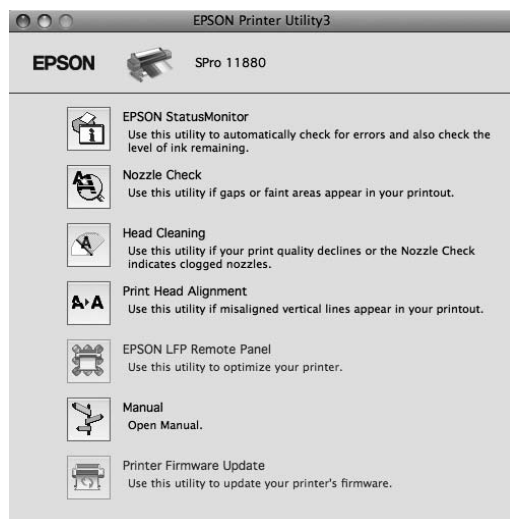 EPSON Printer Utility3
EPSON SPro 11880
EPSON StatusMonitor
Use this utility to automatically check for errors and also check the
level of ink remaining.
Nozzle Check
Use this utility if gaps or faint areas appear in your printout.
Head Cleaning
Use this utility if your print quality declines or the Nozzle Check
indicates clogged nozzles.
A A Print Head Alignment
Use this utility if misaligned vertical lines appear in your printout.
EPSON LFP Remote Panel
Use this utility to optimize your printer.
Manual
Open Manual.
Printer Firmware Update
Use this utility to update your printer's firmware.